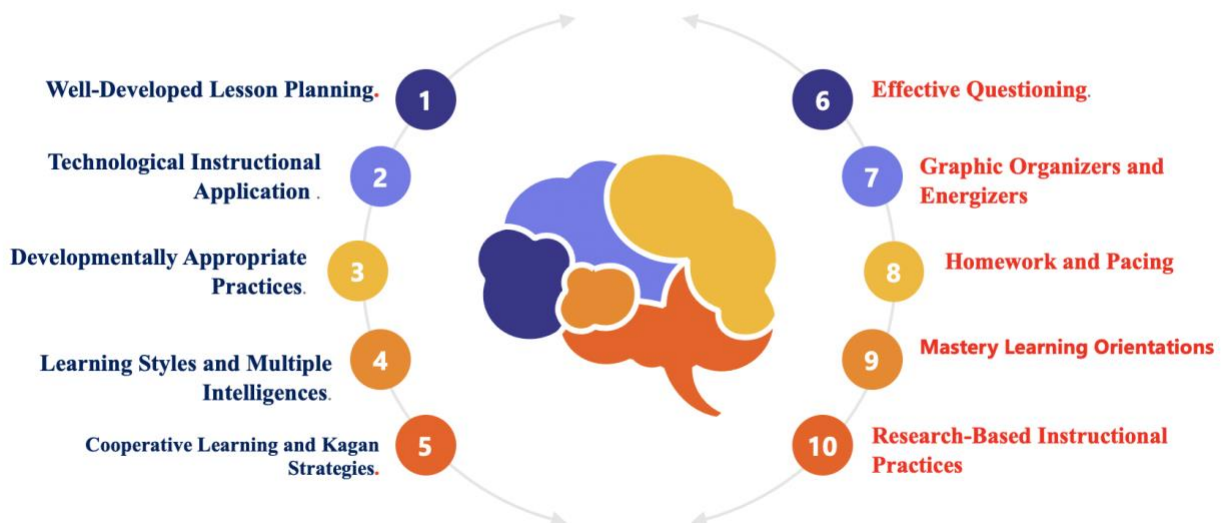 1
Well-Developed Lesson Planning.
2
Technological Instructional
Application .
3
Developmentally Appropriate
Practices.
4
Learning Styles and Multiple
Intelligences.
5
Cooperative Learning and Kagan
Strategies.
6
Effective Questioning.
7
Graphic Organizers and
Energizers
8
Homework and Pacing
9
Mastery Learning Orientations
10
Research-Based Instructional
Practices